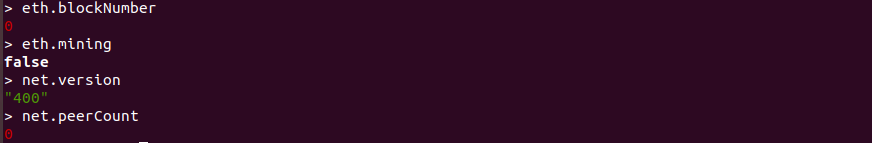 > eth.blockNumber
0
> eth.mining
false
> net.version
"400"
> net.peerCount
0